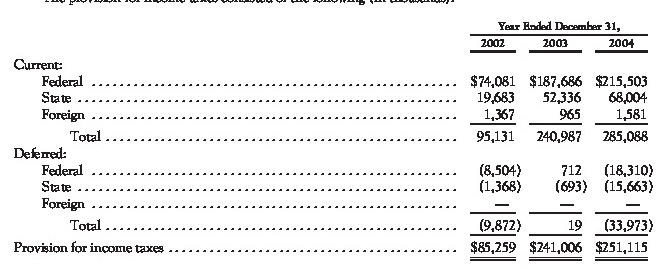 Year Ended December 31,
2002 2003 2004
Current:
Federal ........ $74,081 $187,686 $215,503
State ........ 19,683 52,336 68,004
Foreign ........ 1,367 965 1,581
Total ........ 95,131 240,987 285,088
Deferred:
Federal ........ (8,504) 712 (18,310)
State ........ (1,368) (693) (15,663)
Foreign ........ — — —
Total ........ (9,872) 19 (33,973)
Provision for income taxes ........ $85,259 $241,006 $251,115